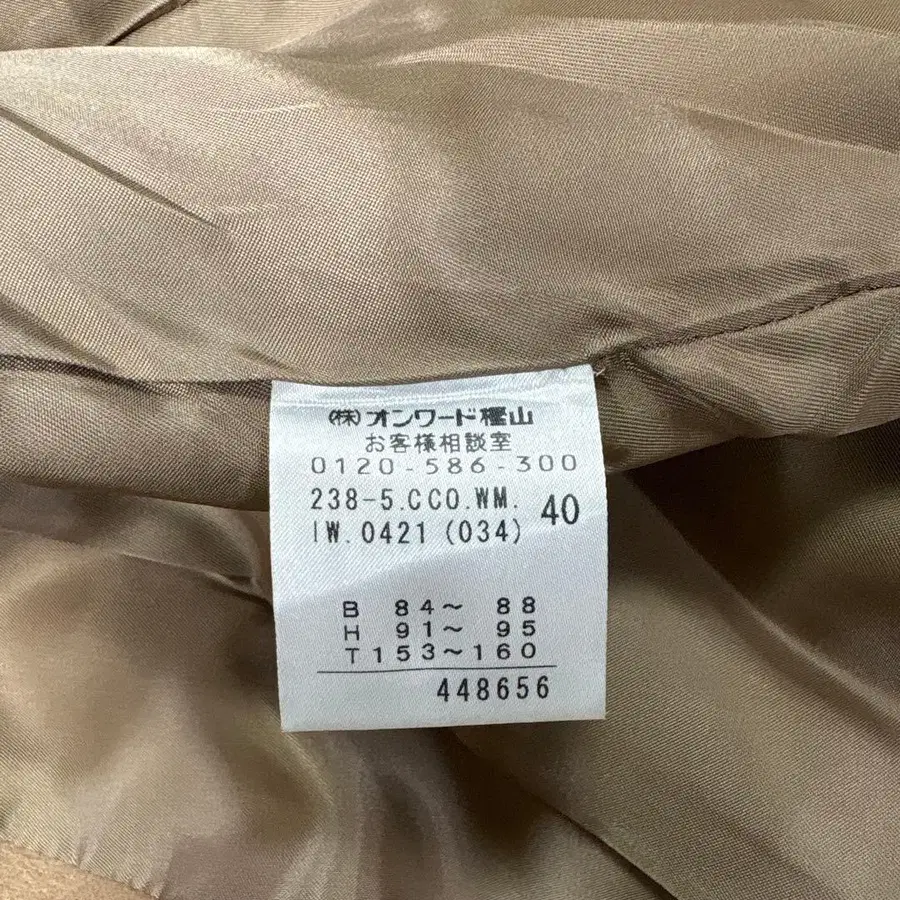 (株)オンワード樫山
お客様相談室
0120-586-300
238-5.CCO.WM. 40
IW.0421 (034)
B 84～ 88
H 91～ 95
T153～160
448656